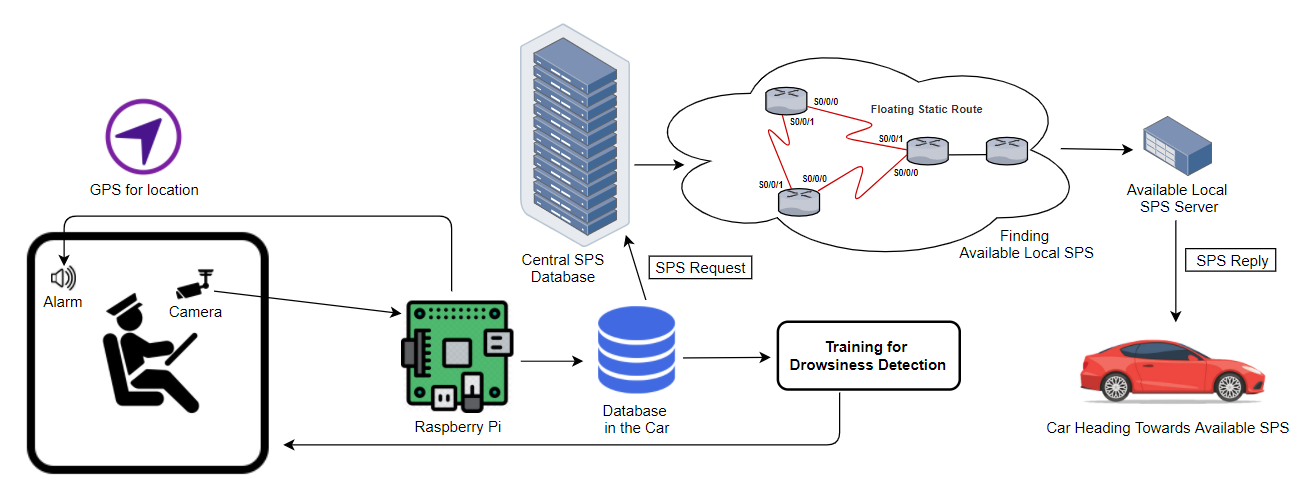 GPS for location
Alarm
Camera
Raspberry Pi
Database
in the Car
Training for
Drowsiness Detection
SPS Request
Central SPS
Database
Floating Static Route
S0/0/0
S0/0/1
S0/0/1
S0/0/0
S0/0/1
S0/0/0
Finding
Available Local SPS
Available Local
SPS Server
SPS Reply
Car Heading Towards Available SPS